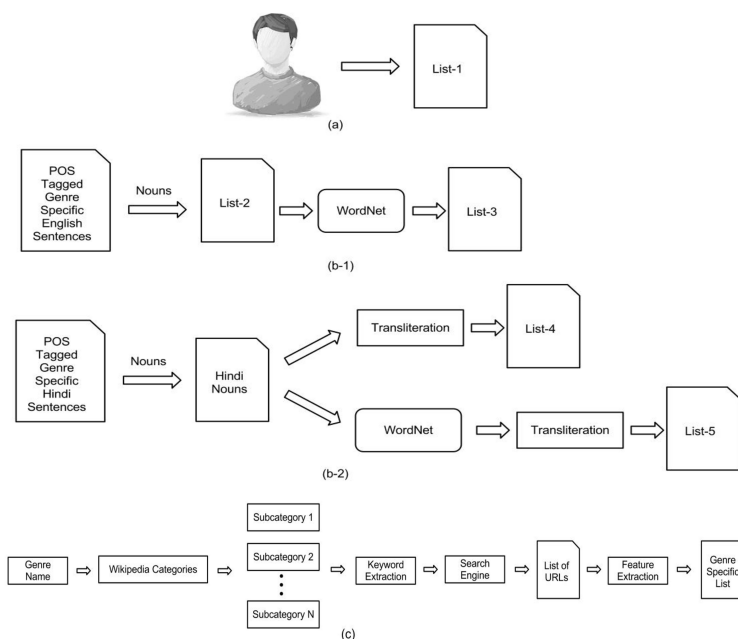 List-1
(a)
POS
Tagged
Genre
Specific
English
Sentences
Nouns
List-2
WordNet
List-3
(b-1)
POS
Tagged
Genre
Specific
Hindi
Sentences
Nouns
Hindi
Nouns
Transliteration
List-4
WordNet
Transliteration
List-5
(b-2)
Genre
Name
Wikipedia Categories
Subcategory 1
Subcategory 2
Subcategory N
Keyword
Extraction
Search
Engine
List of
URLs
Feature
Extraction
Genre
Specific
List
(c)